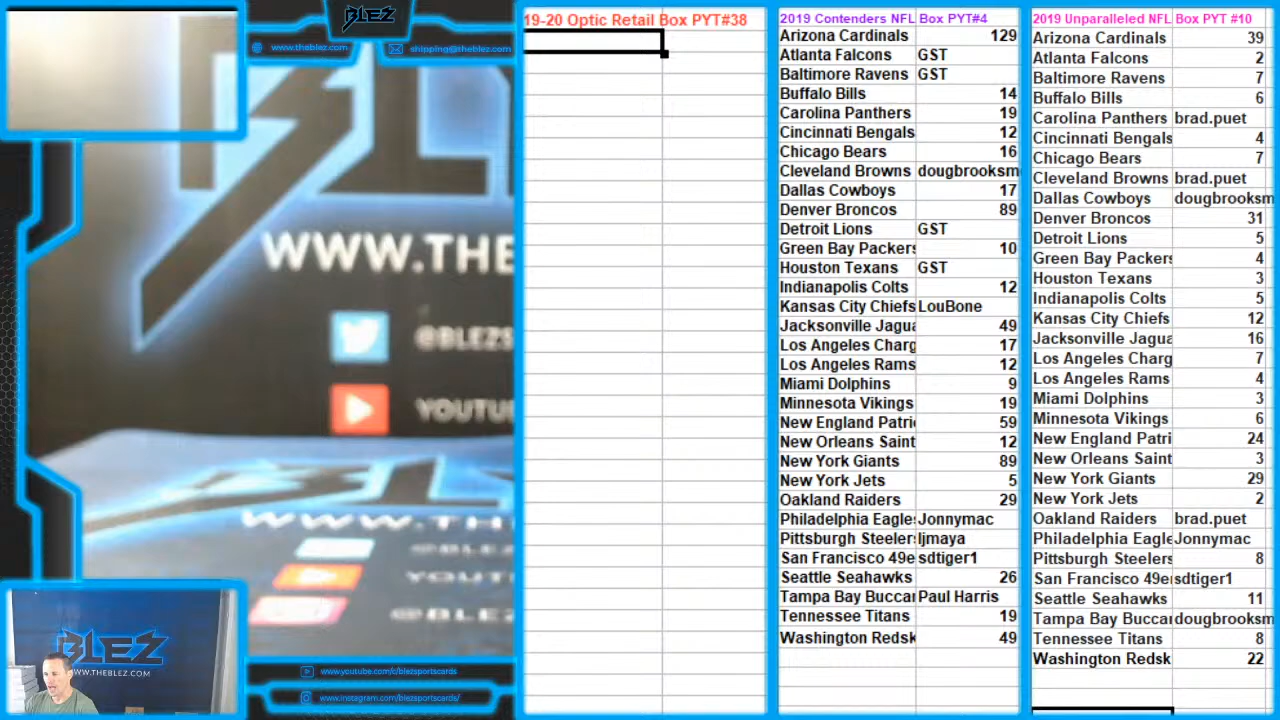 BLEZ
www.theblez.com
shipping@theblez.com
WWW.THE
@BLEZS
YOUTU
WWW.TH
@BLE
YOUT
@BLE
BLEZ
WWW.THEBLEZ.COM
www.youtube.com/c/blezsportscards
www.instagram.com/blezsportscards/
19-20 Optic Retail Box PYT#38
2019 Contenders NFL Box PYT#4
Arizona Cardinals 129
Atlanta Falcons GST
Baltimore Ravens GST
Buffalo Bills 14
Carolina Panthers 19
Cincinnati Bengals 12
Chicago Bears 16
Cleveland Browns dougbrooksm
Dallas Cowboys 17
Denver Broncos 89
Detroit Lions GST
Green Bay Packers 10
Houston Texans GST
Indianapolis Colts 12
Kansas City Chiefs LouBone
Jacksonville Jagua 49
Los Angeles Charg 17
Los Angeles Rams 12
Miami Dolphins 9
Minnesota Vikings 19
New England Patri 59
New Orleans Saint 12
New York Giants 89
New York Jets 5
Oakland Raiders 29
Philadelphia Eagle Jonnymac
Pittsburgh Steelers ljmaya
San Francisco 49e sdtiger1
Seattle Seahawks 26
Tampa Bay Buccar Paul Harris
Tennessee Titans 19
Washington Redsk 49
2019 Unparalleled NFL Box PYT #10
Arizona Cardinals 39
Atlanta Falcons 2
Baltimore Ravens 7
Buffalo Bills 6
Carolina Panthers brad.puet
Cincinnati Bengals 4
Chicago Bears 7
Cleveland Browns brad.puet
Dallas Cowboys dougbrooksm
Denver Broncos 31
Detroit Lions 5
Green Bay Packers 4
Houston Texans 3
Indianapolis Colts 5
Kansas City Chiefs 12
Jacksonville Jagua 16
Los Angeles Charg 7
Los Angeles Rams 4
Miami Dolphins 3
Minnesota Vikings 6
New England Patri 24
New Orleans Saint 3
New York Giants 29
New York Jets 2
Oakland Raiders brad.puet
Philadelphia Eagle Jonnymac
Pittsburgh Steelers 8
San Francisco 49e sdtiger1
Seattle Seahawks 11
Tampa Bay Buccar dougbrooksm
Tennessee Titans 8
Washington Redsk 22